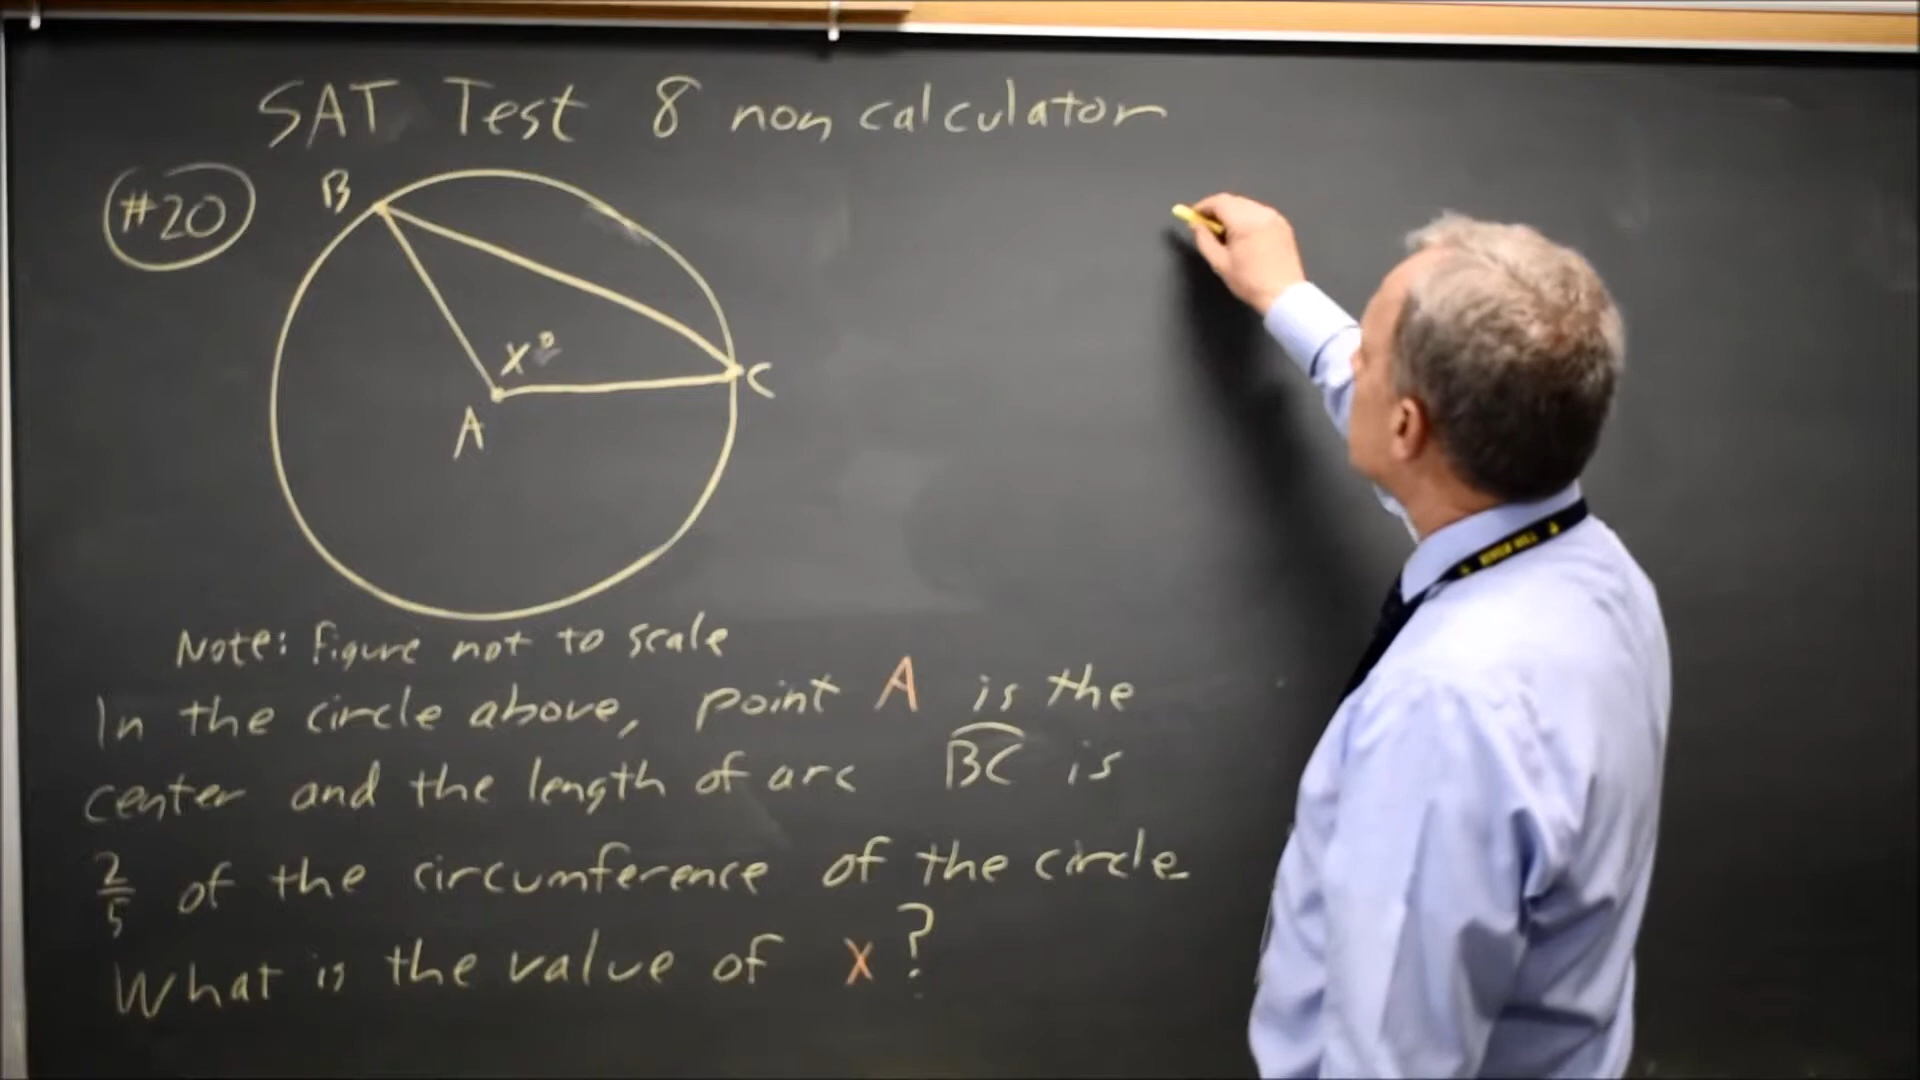 SAT Test 8 non calculator
#20
B
x°
A
C
Note: Figure not to scale
In the circle above, point A is the
center and the length of arc BC is
2/5 of the circumference of the circle
What is the value of x?